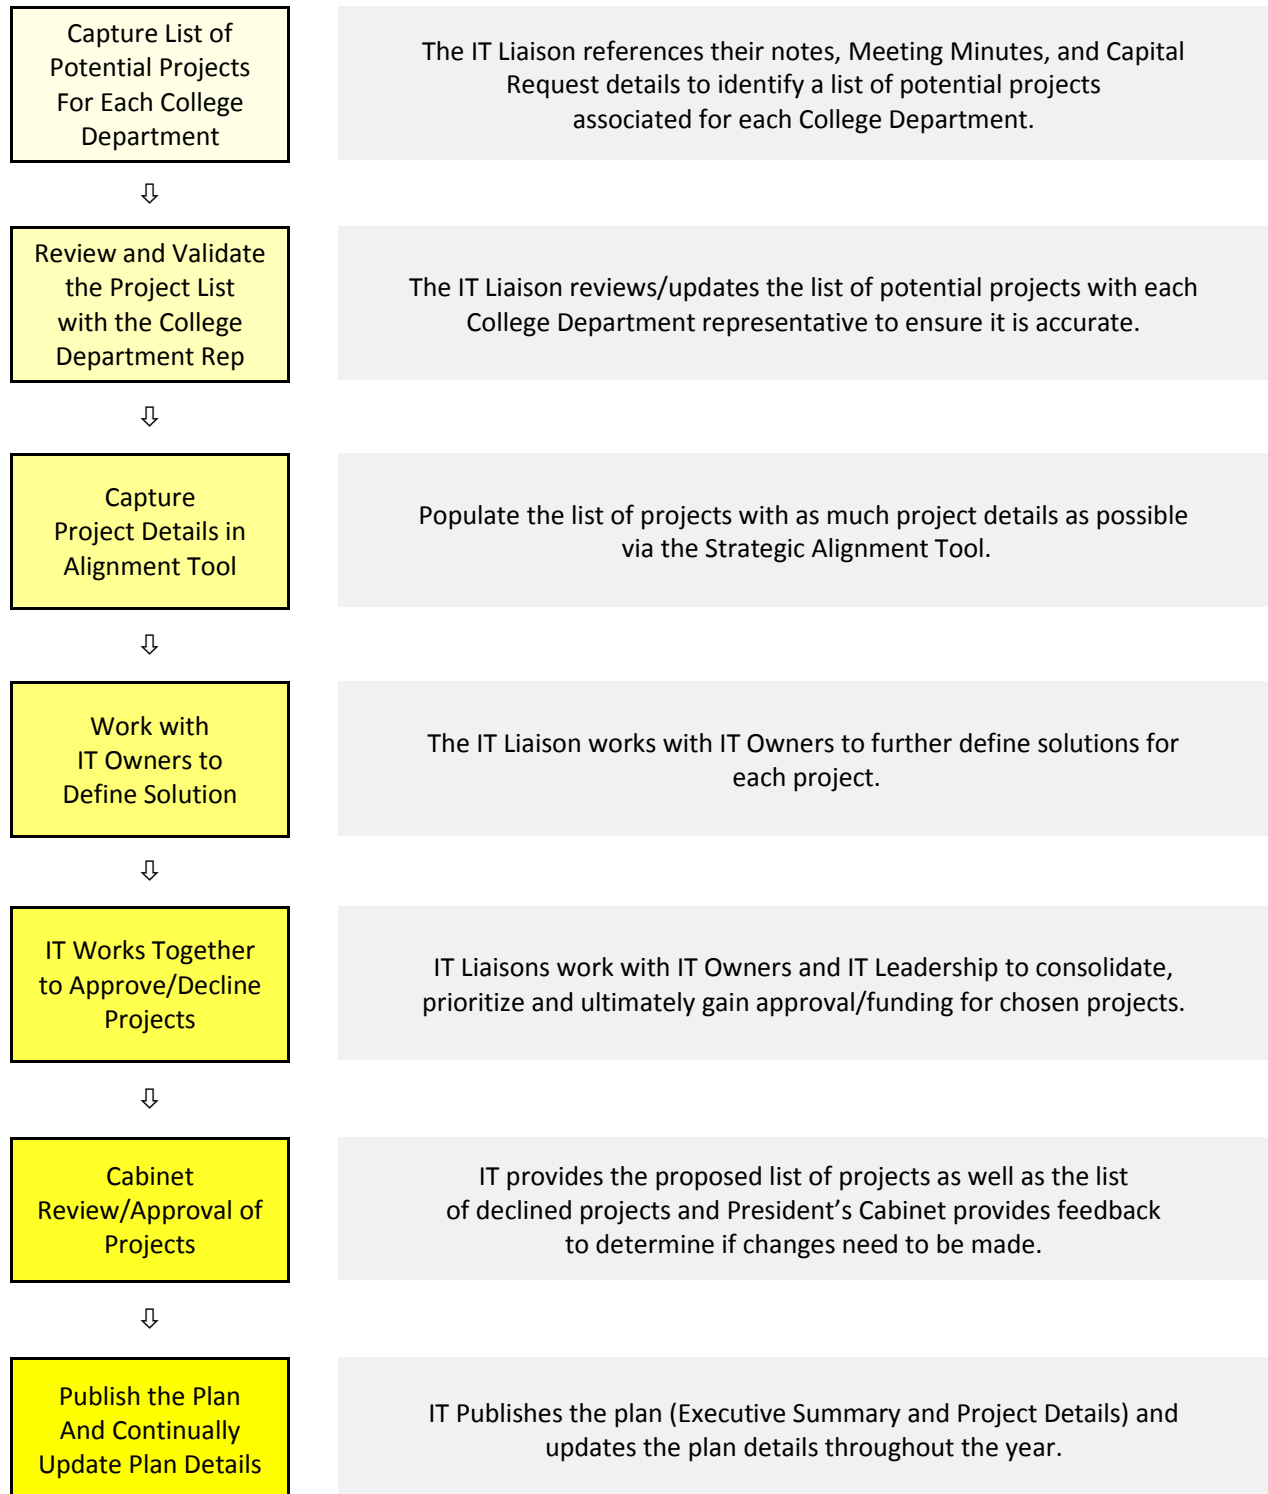 Capture List of
Potential Projects
For Each College
Department
The IT Liaison references their notes, Meeting Minutes, and Capital
Request details to identify a list of potential projects
associated for each College Department.
⇩
Review and Validate
the Project List
with the College
Department Rep
The IT Liaison reviews/updates the list of potential projects with each
College Department representative to ensure it is accurate.
⇩
Capture
Project Details in
Alignment Tool
Populate the list of projects with as much project details as possible
via the Strategic Alignment Tool.
⇩
Work with
IT Owners to
Define Solution
The IT Liaison works with IT Owners to further define solutions for
each project.
⇩
IT Works Together
to Approve/Decline
Projects
IT Liaisons work with IT Owners and IT Leadership to consolidate,
prioritize and ultimately gain approval/funding for chosen projects.
⇩
Cabinet
Review/Approval of
Projects
IT provides the proposed list of projects as well as the list
of declined projects and President’s Cabinet provides feedback
to determine if changes need to be made.
⇩
Publish the Plan
And Continually
Update Plan Details
IT Publishes the plan (Executive Summary and Project Details) and
updates the plan details throughout the year.